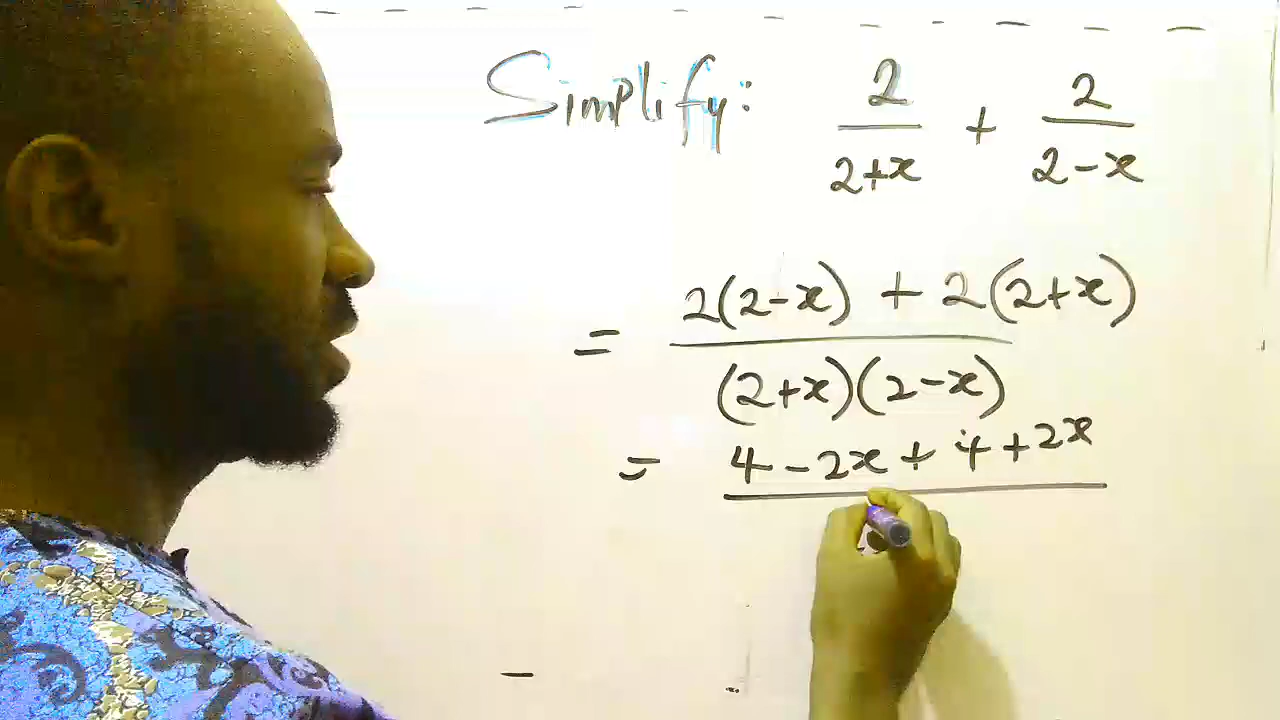 Simplify: 2/(2+x) + 2/(2-x)
= (2(2-x) + 2(2+x))/((2+x)(2-x))
= 4 - 2x + 4 + 2x